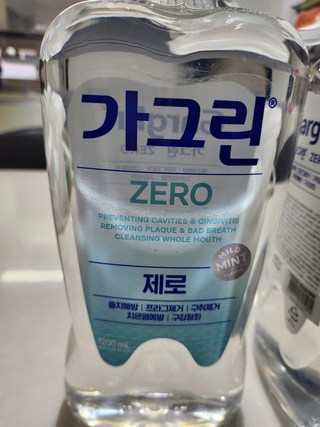 가그린®
ZERO
PREVENTING CAVITIES & GINGIVITIS
REMOVING PLAQUE & BAD BREATH
CLEANSING WHOLE MOUTH
MILD
MINT
제로
충치예방 | 프라그제거 | 구취제거
치은염예방 | 구강정화
1200 mL